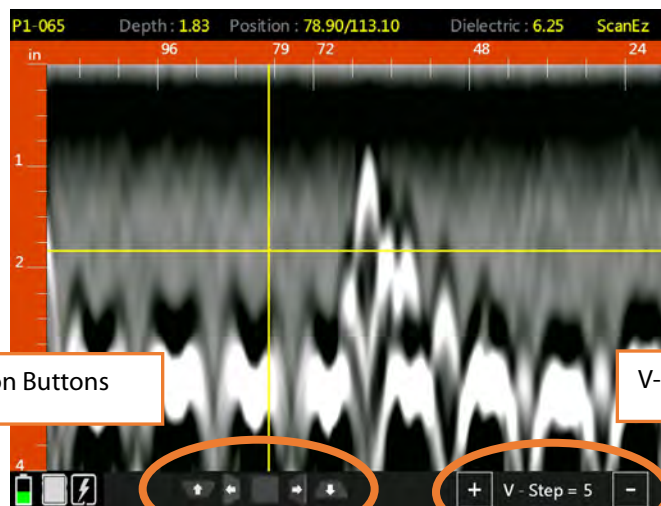 P1-065 Depth : 1.83 Position : 78.90/113.10 Dielectric : 6.25 ScanEz
in 96 79 72 48 24
1
2
on Buttons V-
4
+ V - Step = 5 -